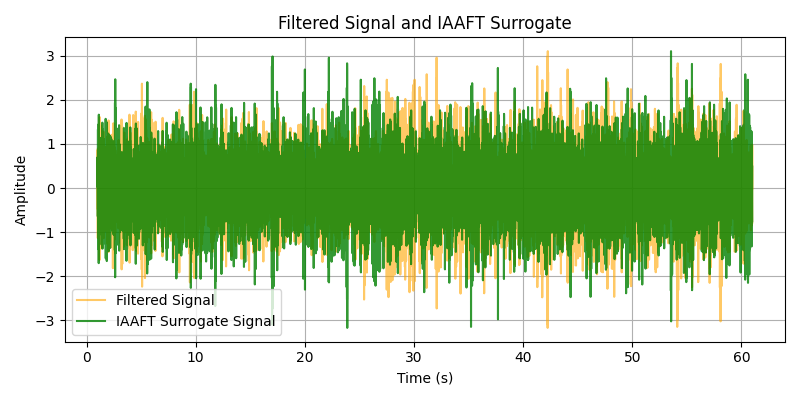 Filtered Signal and IAAFT Surrogate
Amplitude
3
2
1
0
−1
−2
−3
Filtered Signal
IAAFT Surrogate Signal
0 10 20 30 40 50 60
Time (s)